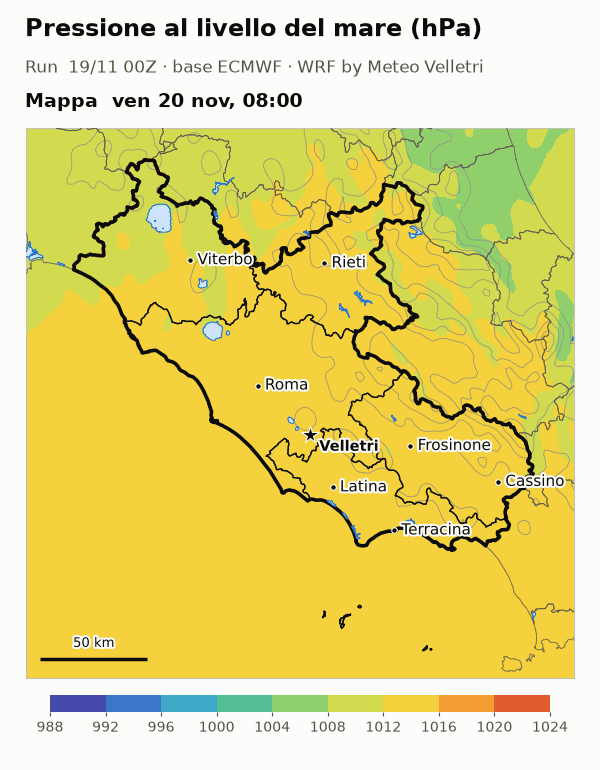 Pressione al livello del mare (hPa)
Run  19/11 00Z · base ECMWF · WRF by Meteo Velletri
Mappa  ven 20 nov, 08:00
Viterbo
Rieti
Roma
Velletri
Frosinone
Cassino
Latina
Terracina
50 km
988 992 996 1000 1004 1008 1012 1016 1020 1024